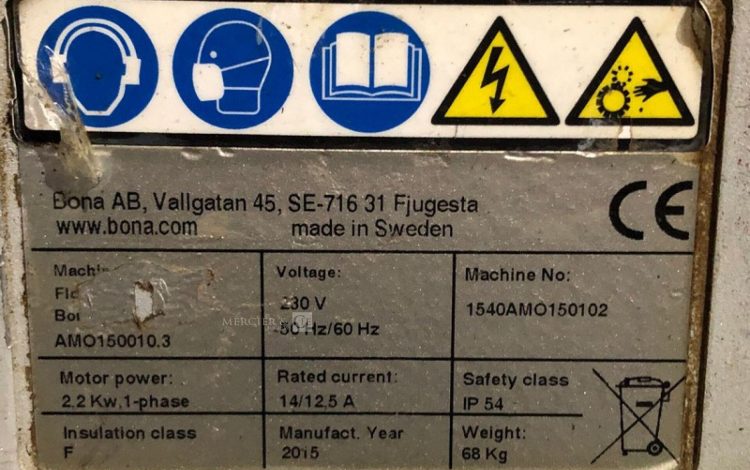 Bona AB, Vallgatan 45, SE-716 31 Fjugesta
www.bona.com made in Sweden
CE
Voltage:
230 V
50 Hz/60 Hz
Machine No:
1540AMO150102
AMO150010.3
MERCIER & CIE
Motor power:
2,2 Kw,1-phase
Rated current:
14/12,5 A
Safety class
IP 54
Insulation class
F
Manufact. Year
2015
Weight:
68 Kg